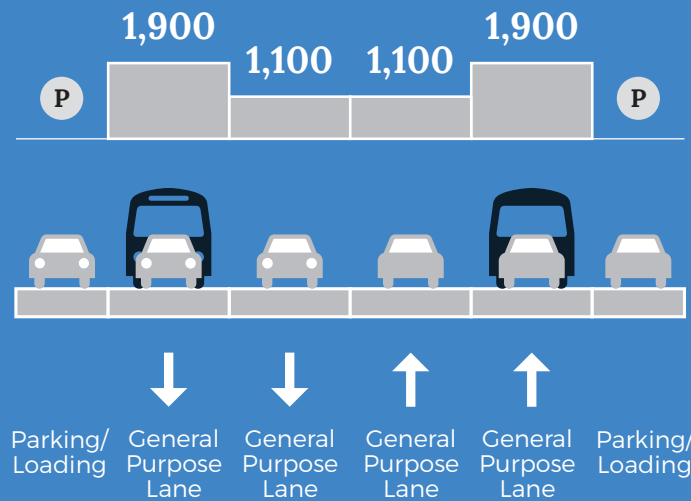 1,900
1,100
1,100
1,900
P
P
Parking/
Loading
General
Purpose
Lane
General
Purpose
Lane
General
Purpose
Lane
General
Purpose
Lane
Parking/
Loading